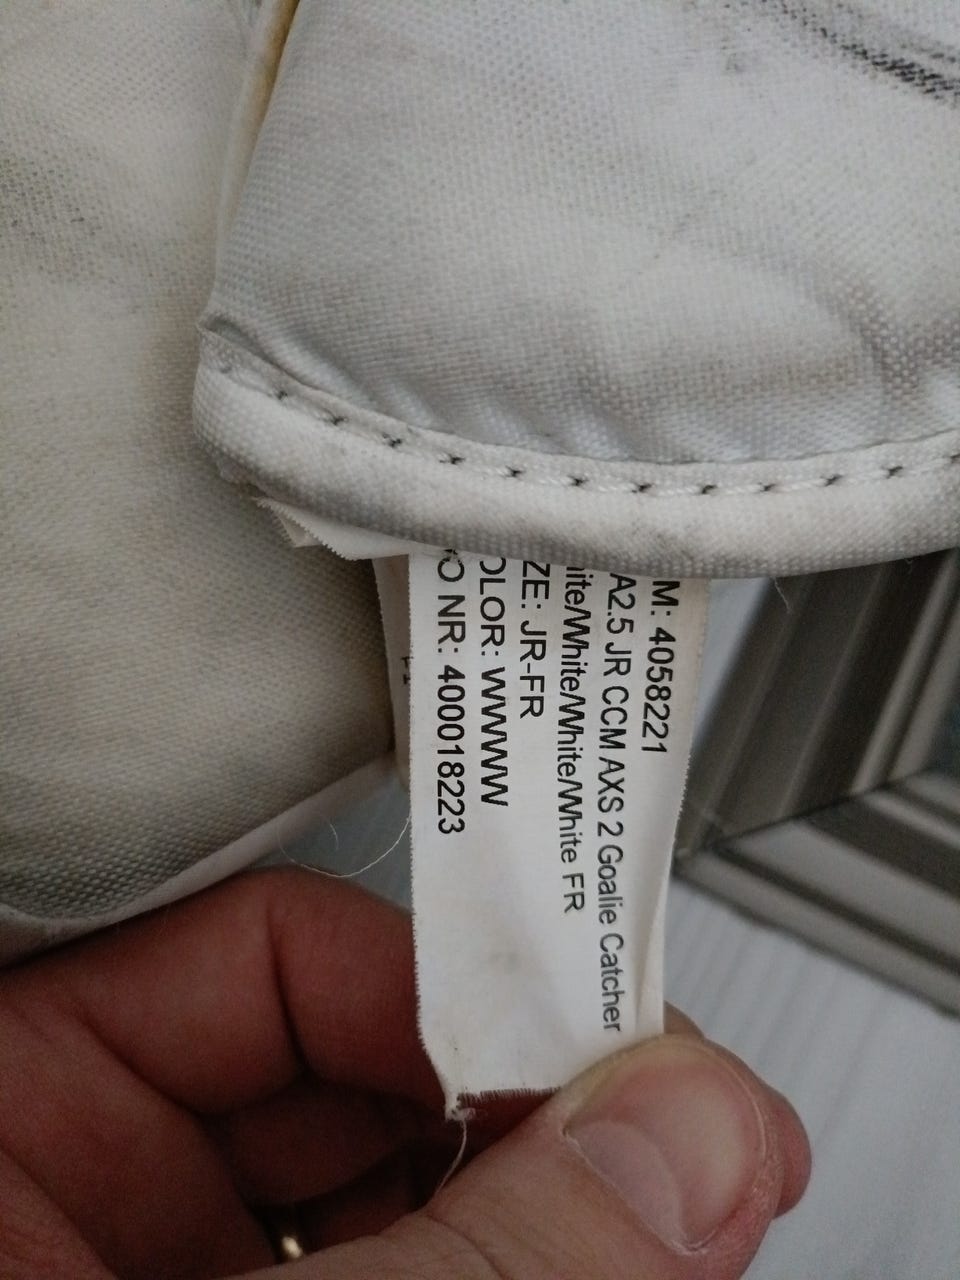 M: 4058221
A2.5 JR CCM AXS 2 Goalie Catcher
ite/White/White/White FR
ZE: JR-FR
OLOR: WWWW
O NR: 400018223